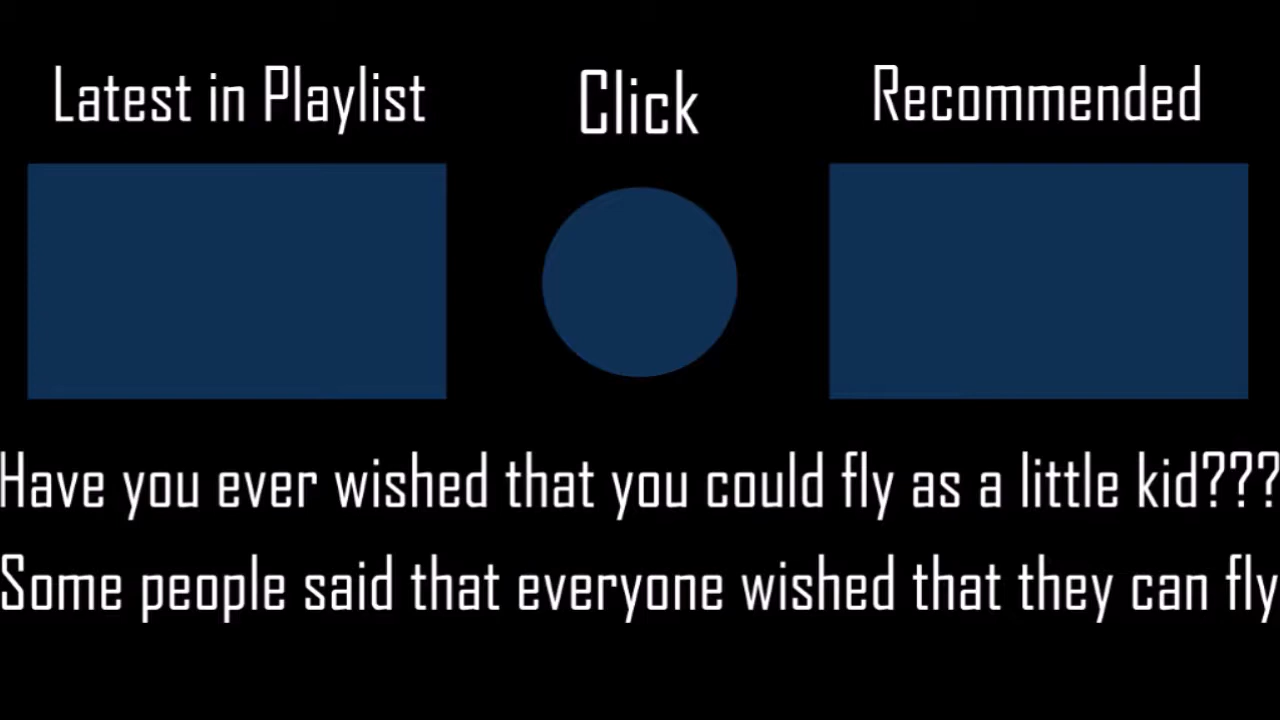 Latest in Playlist
Click
Recommended
Have you ever wished that you could fly as a little kid???
Some people said that everyone wished that they can fly